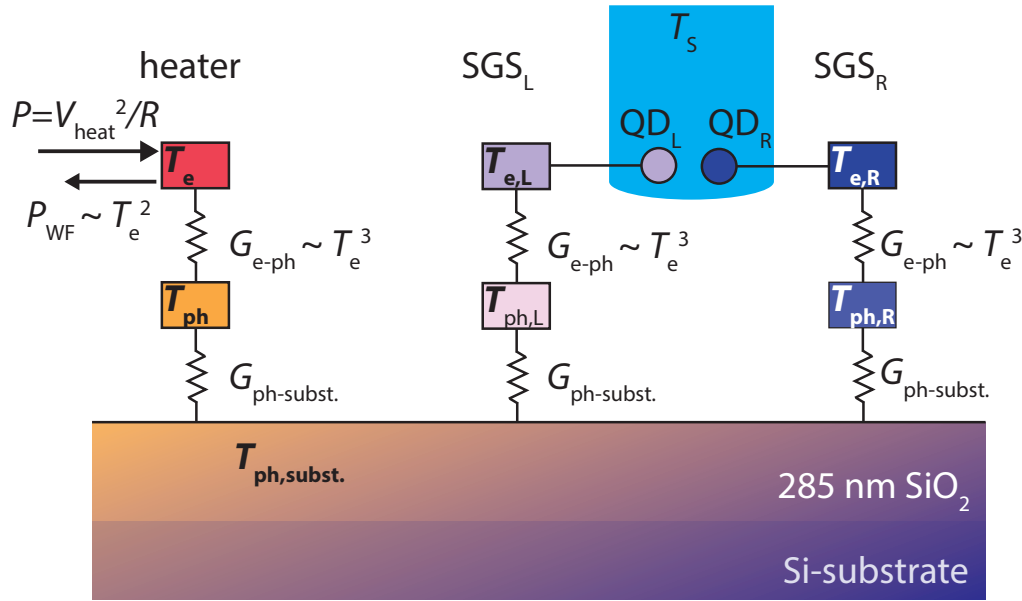 T_S
heater
SGS_L
SGS_R
P=V_heat^2/R
QD_L
QD_R
T_e
T_e,L
T_e,R
P_WF ~ T_e^2
G_e-ph ~ T_e^3
G_e-ph ~ T_e^3
G_e-ph ~ T_e^3
T_ph
T_ph,L
T_ph,R
G_ph-subst.
G_ph-subst.
G_ph-subst.
T_ph,subst.
285 nm SiO_2
Si-substrate